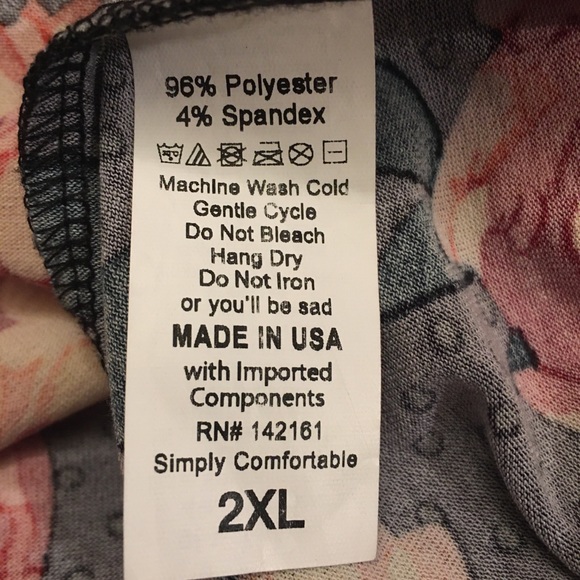 96% Polyester
4% Spandex
Machine Wash Cold
Gentle Cycle
Do Not Bleach
Hang Dry
Do Not Iron
or you'll be sad
MADE IN USA
with Imported
Components
RN# 142161
Simply Comfortable
2XL